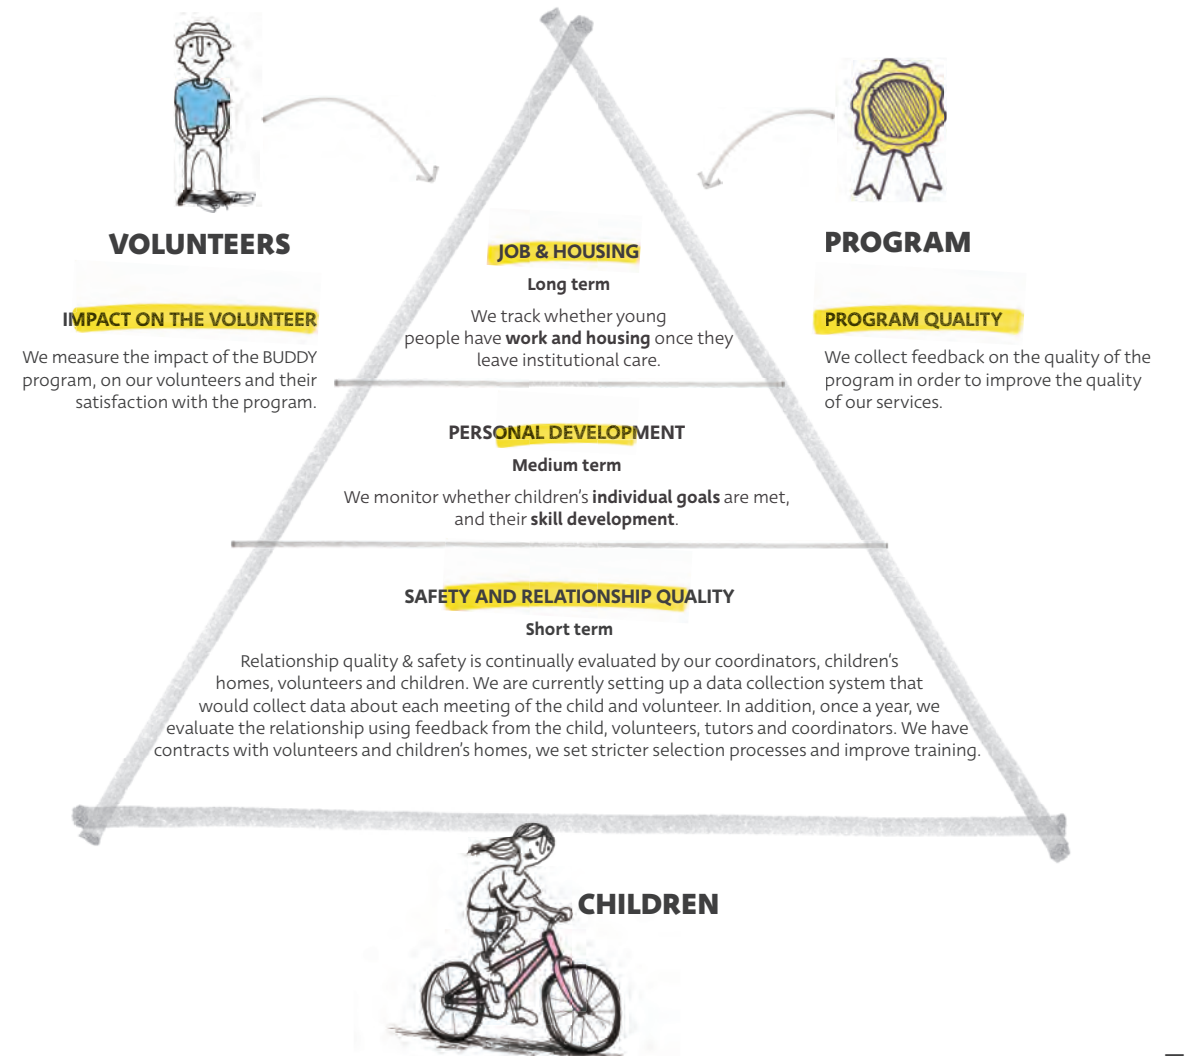 VOLUNTEERS
IMPACT ON THE VOLUNTEER
We measure the impact of the BUDDY
program, on our volunteers and their
satisfaction with the program.
PROGRAM
PROGRAM QUALITY
We collect feedback on the quality of the
program in order to improve the quality
of our services.
JOB & HOUSING
Long term
We track whether young
people have work and housing once they
leave institutional care.
PERSONAL DEVELOPMENT
Medium term
We monitor whether children's individual goals are met,
and their skill development.
SAFETY AND RELATIONSHIP QUALITY
Short term
Relationship quality & safety is continually evaluated by our coordinators, children's
homes, volunteers and children. We are currently setting up a data collection system that
would collect data about each meeting of the child and volunteer. In addition, once a year, we
evaluate the relationship using feedback from the child, volunteers, tutors and coordinators. We have
contracts with volunteers and children's homes, we set stricter selection processes and improve training.
CHILDREN